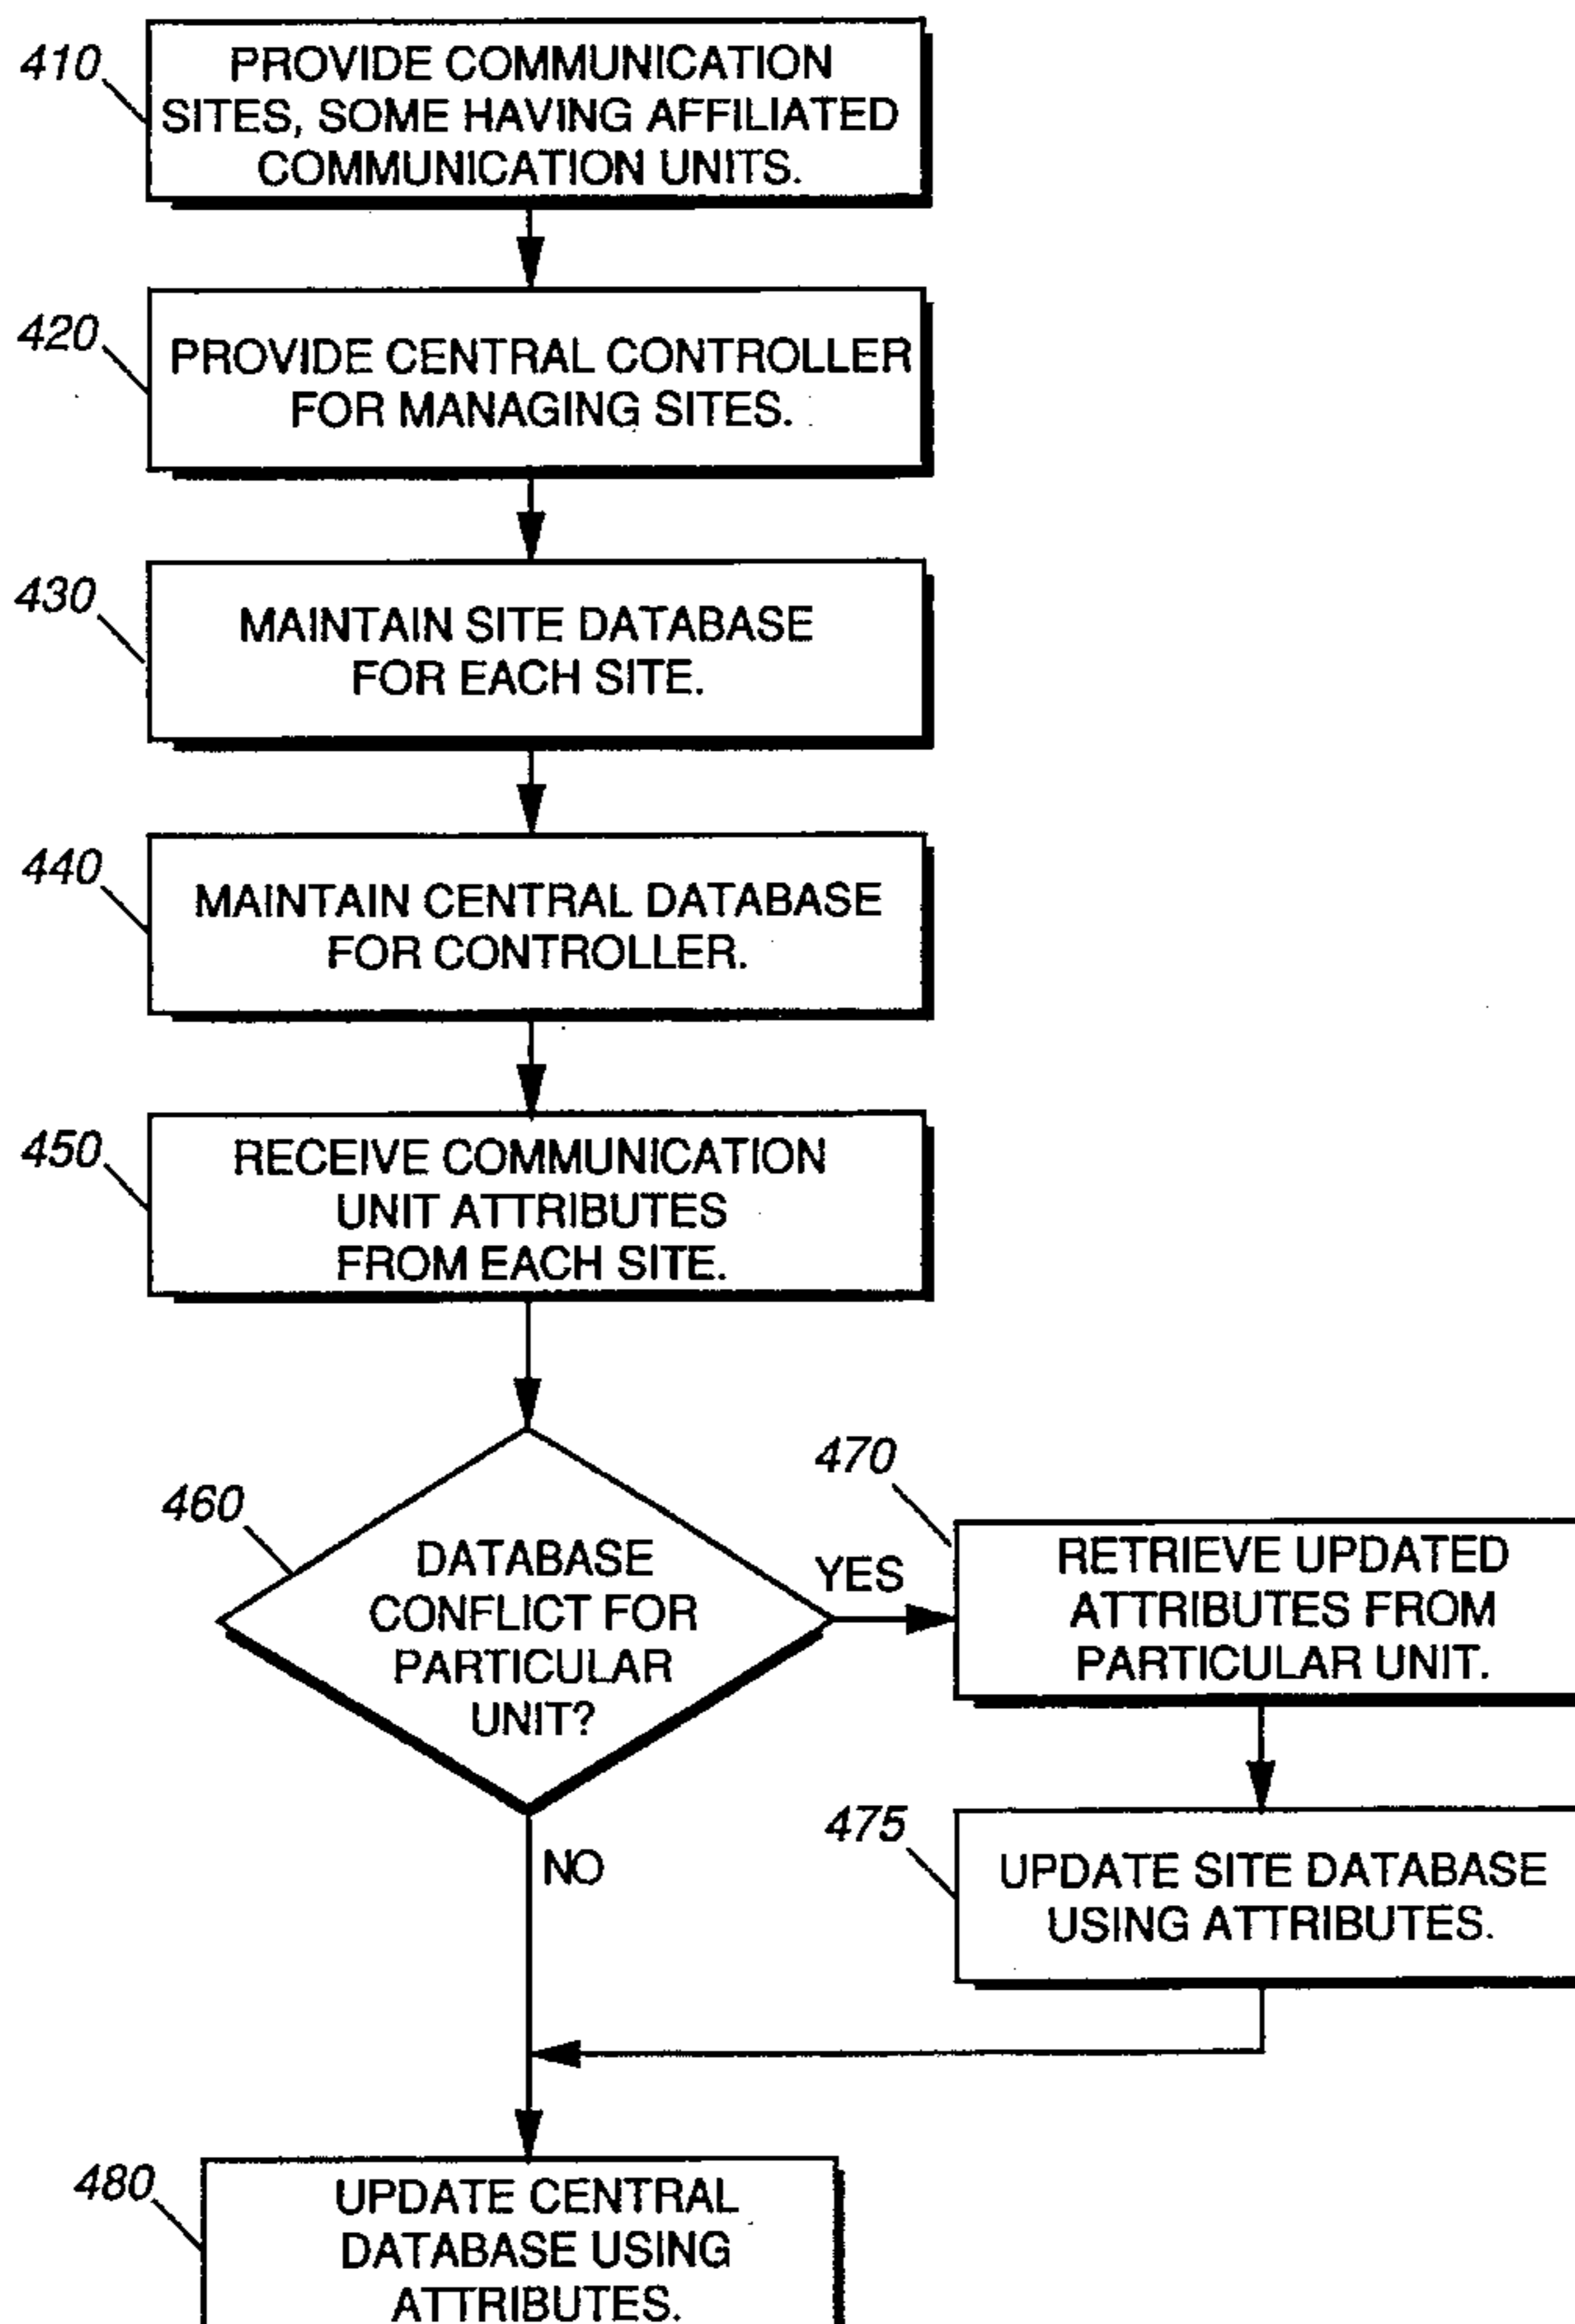 410
PROVIDE COMMUNICATION
SITES, SOME HAVING AFFILIATED
COMMUNICATION UNITS.
420
PROVIDE CENTRAL CONTROLLER
FOR MANAGING SITES.
430
MAINTAIN SITE DATABASE
FOR EACH SITE.
440
MAINTAIN CENTRAL DATABASE
FOR CONTROLLER.
450
RECEIVE COMMUNICATION
UNIT ATTRIBUTES
FROM EACH SITE.
460
DATABASE
CONFLICT FOR
PARTICULAR
UNIT?
YES
470
RETRIEVE UPDATED
ATTRIBUTES FROM
PARTICULAR UNIT.
475
UPDATE SITE DATABASE
USING ATTRIBUTES.
NO
480
UPDATE CENTRAL
DATABASE USING
ATTRIBUTES.